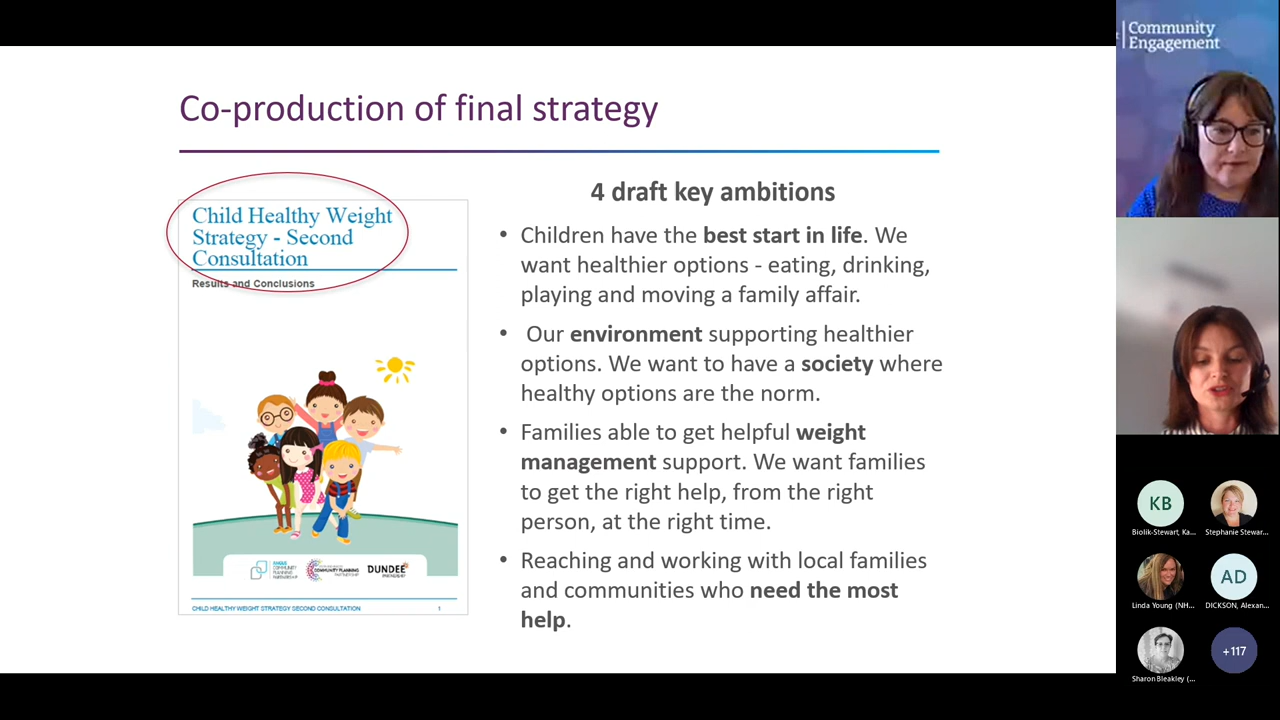 Community
Engagement
Co-production of final strategy
Child Healthy Weight
Strategy - Second
Consultation
Results and Conclusions
DUNDEE
CHILD HEALTHY WEIGHT STRATEGY SECOND CONSULTATION 1
4 draft key ambitions
• Children have the best start in life. We
want healthier options - eating, drinking,
playing and moving a family affair.
• Our environment supporting healthier
options. We want to have a society where
healthy options are the norm.
• Families able to get helpful weight
management support. We want families
to get the right help, from the right
person, at the right time.
• Reaching and working with local families
and communities who need the most
help.
KB
Biolik-Stewart, Ka...
Stephanie Stewar...
Linda Young (NH...
AD
DICKSON, Alexan...
Sharon Bleakley (...
+117